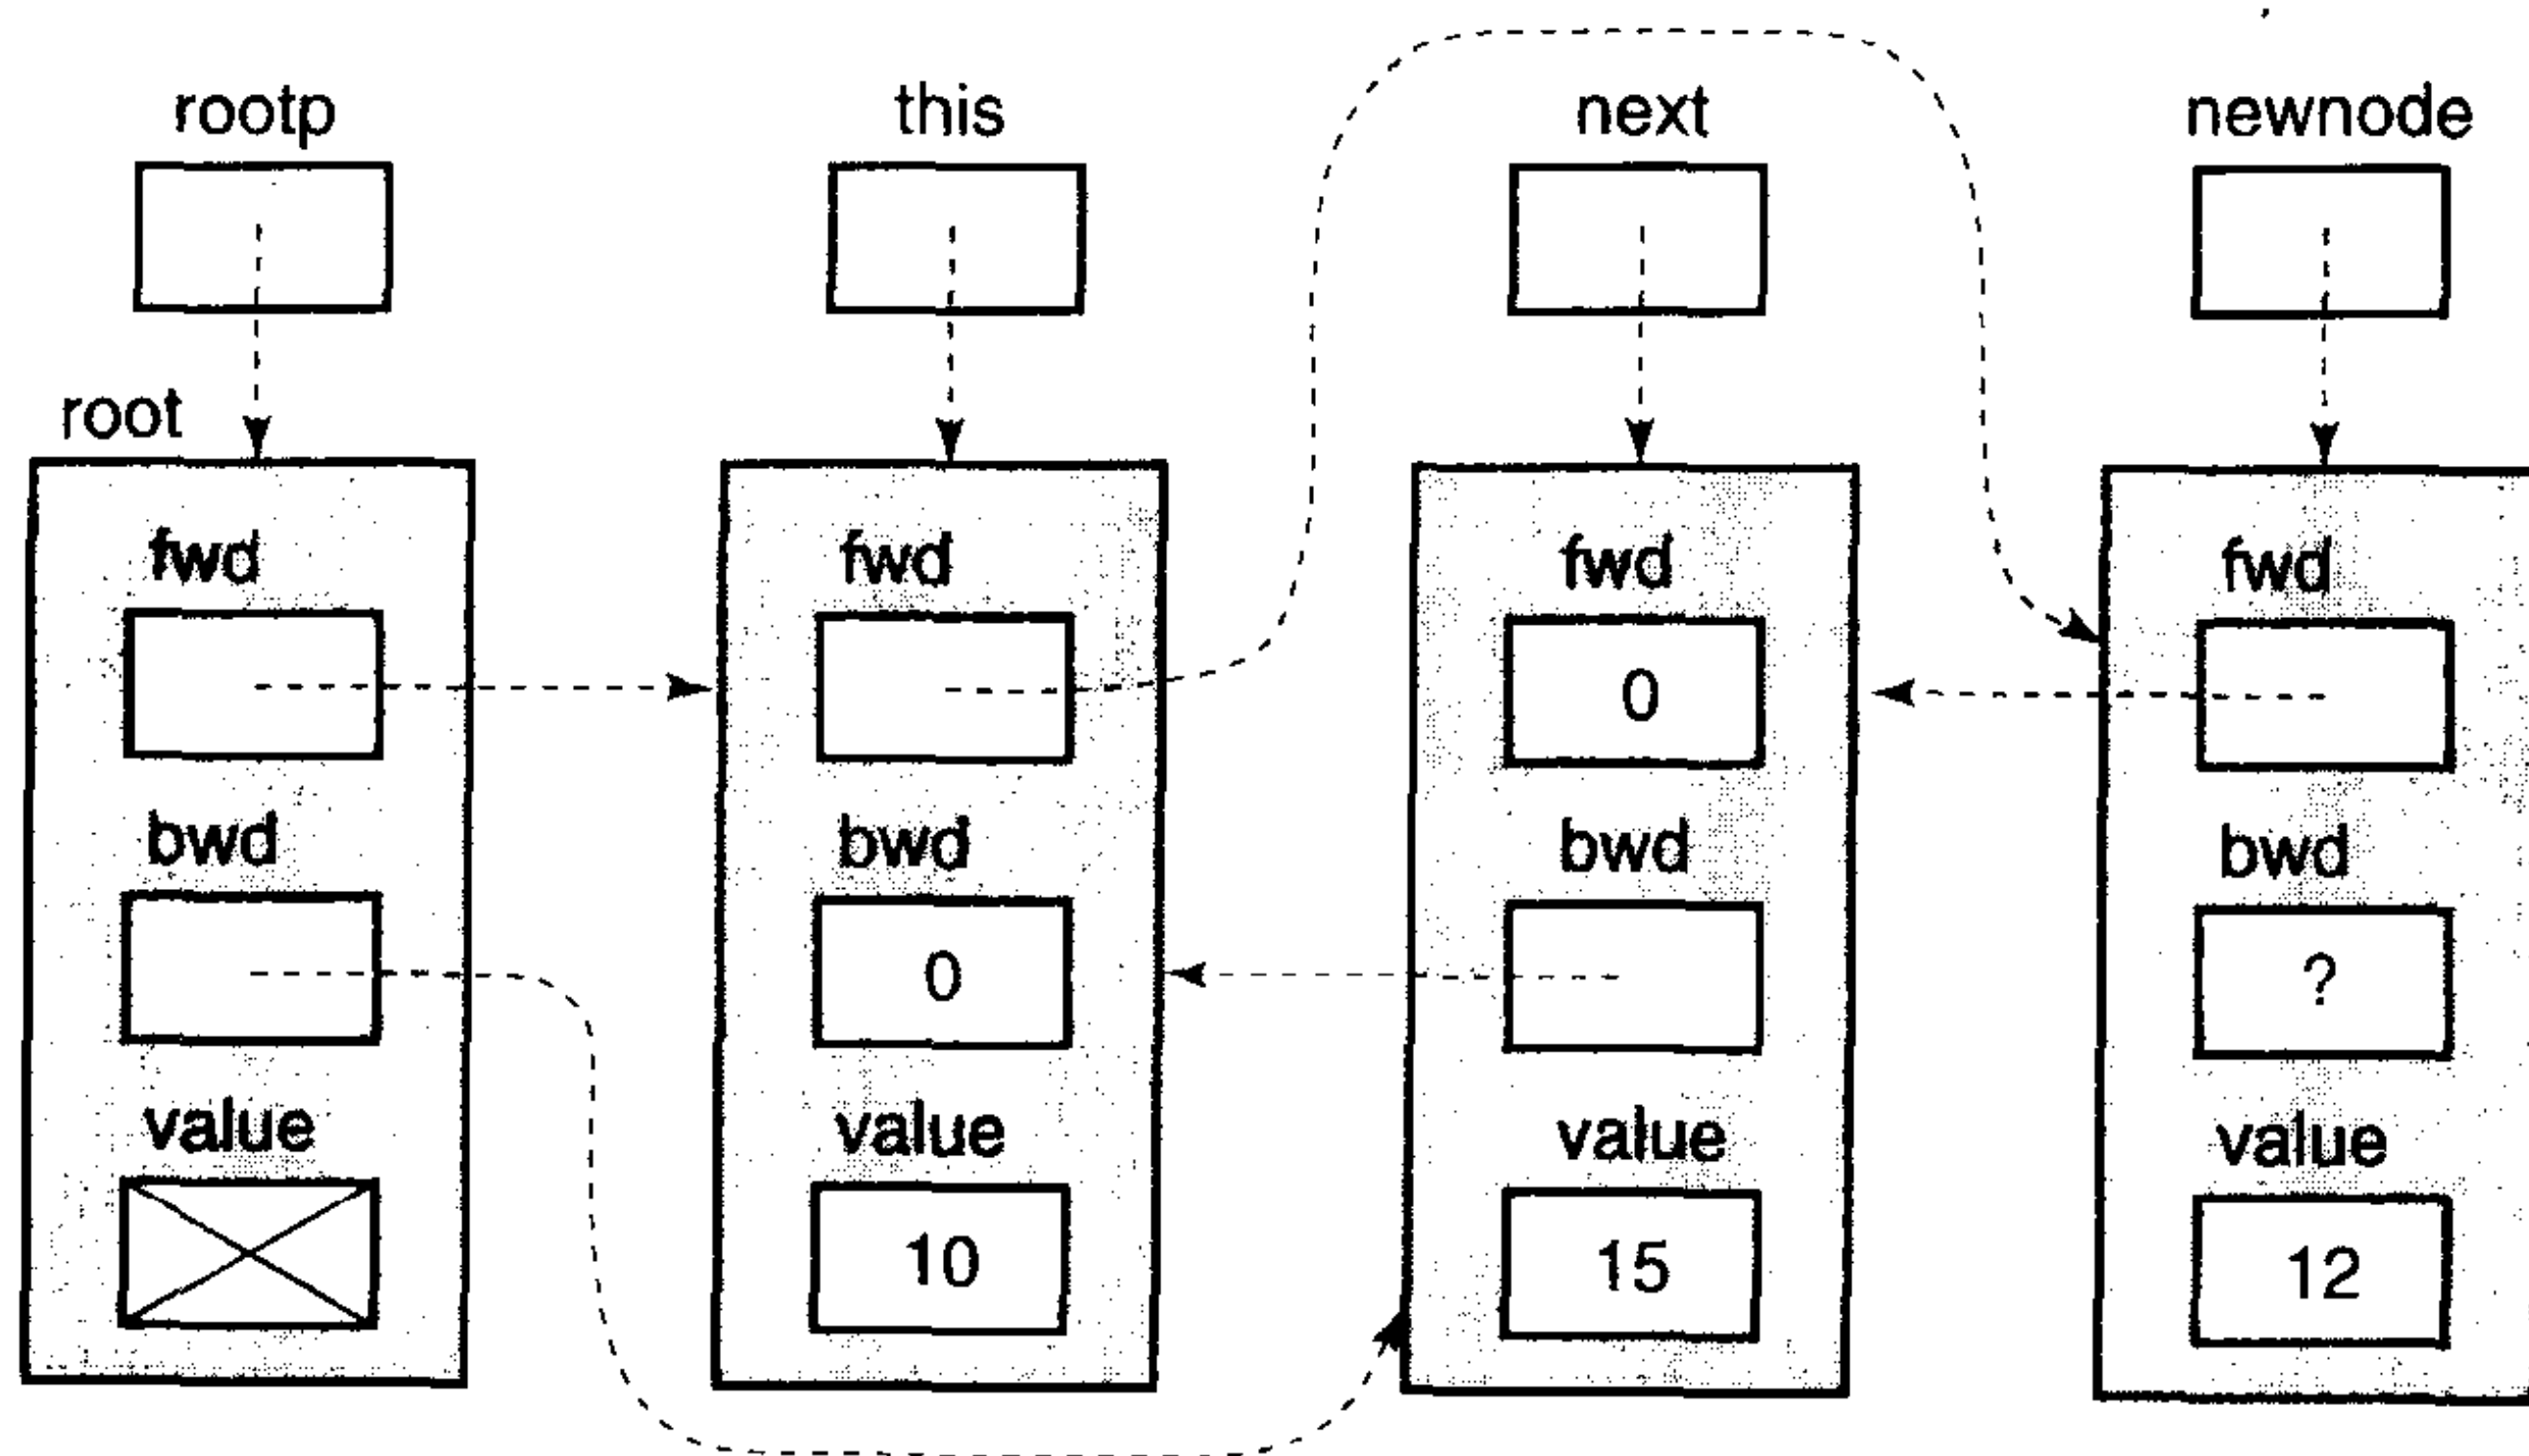 rootp this next newnode
root
fwd fwd fwd fwd
0
bwd bwd bwd bwd
0 ?
value value value value
10 15 12